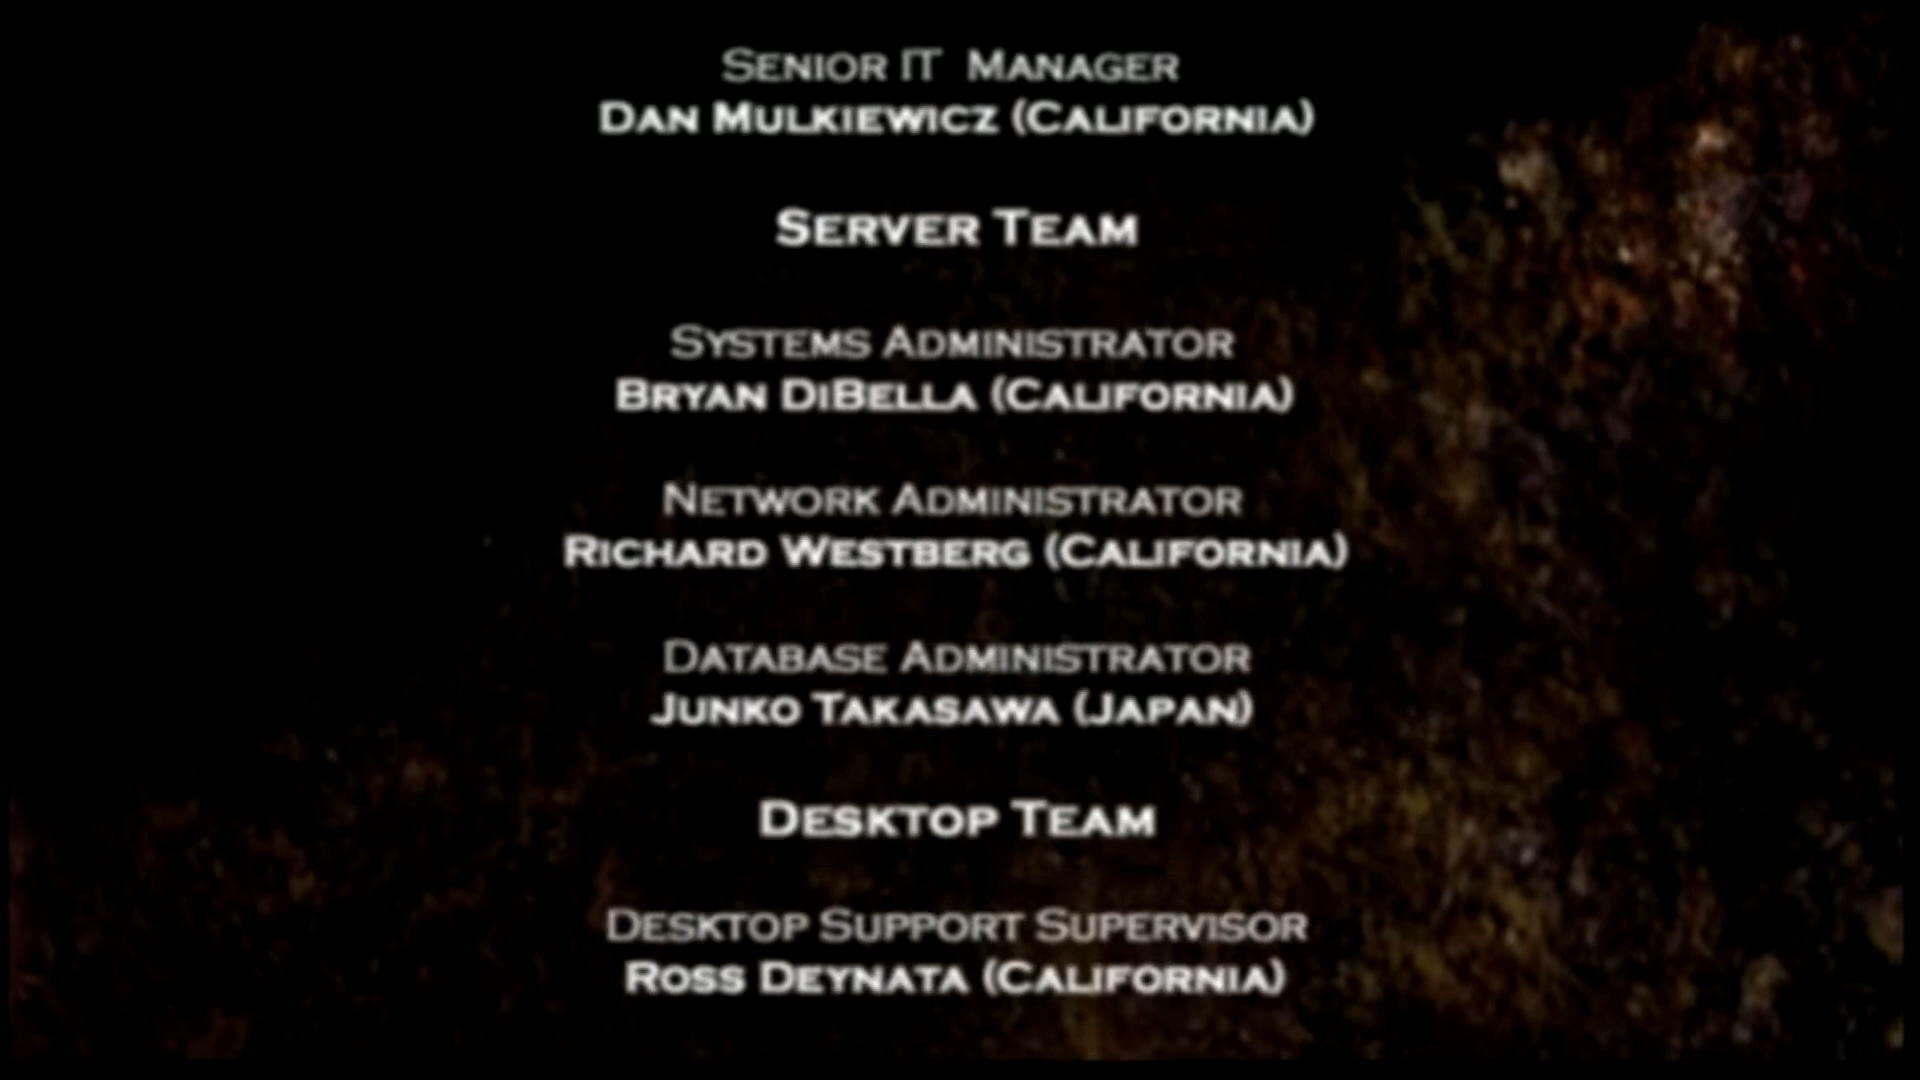 Senior IT Manager
Dan Mulkiewicz (California)
Server Team
Systems Administrator
Bryan DiBella (California)
Network Administrator
Richard Westberg (California)
Database Administrator
Junko Takasawa (Japan)
Desktop Team
Desktop Support Supervisor
Ross Deynata (California)